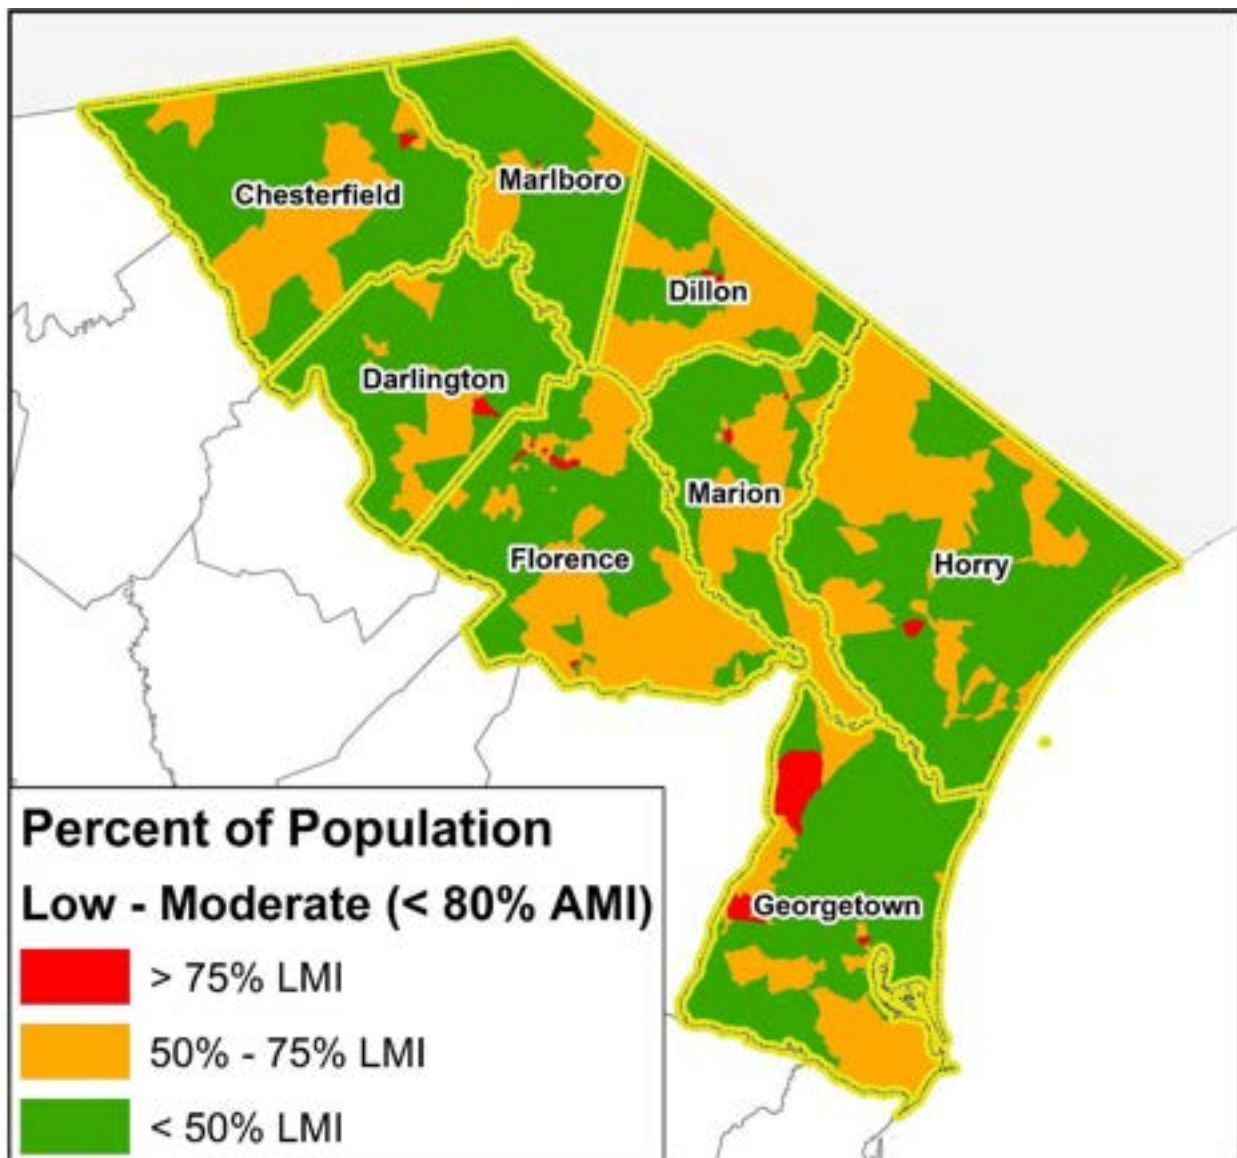 Marlboro
Chesterfield
Dillon
Darlington
Marion
Florence
Horry
Georgetown
Percent of Population
Low - Moderate (< 80% AMI)
> 75% LMI
50% - 75% LMI
< 50% LMI